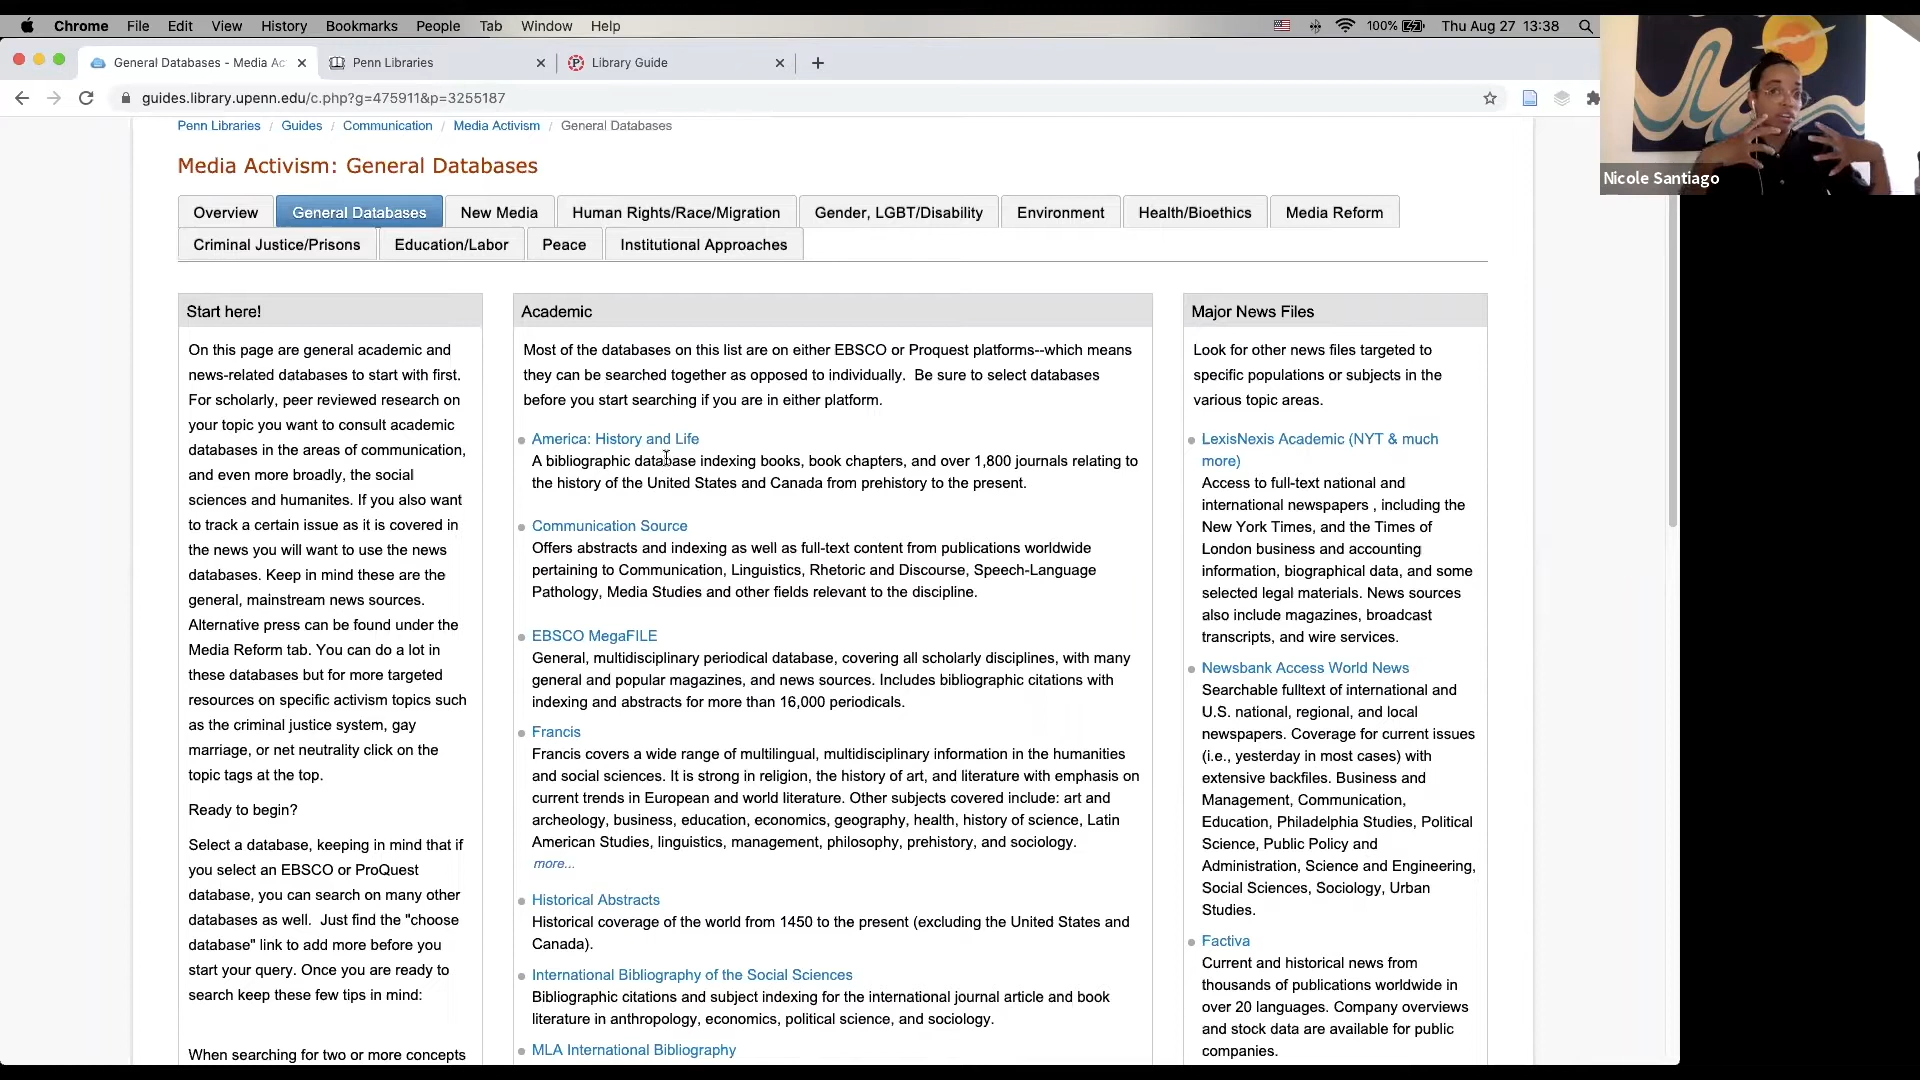 Chrome File Edit View History Bookmarks People Tab Window Help 100% Thu Aug 27 13:38
General Databases - Media Ac Penn Libraries Library Guide
guides.library.upenn.edu/c.php?g=475911&p=3255187
Penn Libraries / Guides / Communication / Media Activism / General Databases
Nicole Santiago
Media Activism: General Databases
Overview General Databases New Media Human Rights/Race/Migration Gender, LGBT/Disability Environment Health/Bioethics Media Reform
Criminal Justice/Prisons Education/Labor Peace Institutional Approaches
Start here!
On this page are general academic and
news-related databases to start with first.
For scholarly, peer reviewed research on
your topic you want to consult academic
databases in the areas of communication,
and even more broadly, the social
sciences and humanites. If you also want
to track a certain issue as it is covered in
the news you will want to use the news
databases. Keep in mind these are the
general, mainstream news sources.
Alternative press can be found under the
Media Reform tab. You can do a lot in
these databases but for more targeted
resources on specific activism topics such
as the criminal justice system, gay
marriage, or net neutrality click on the
topic tags at the top.
Ready to begin?
Select a database, keeping in mind that if
you select an EBSCO or ProQuest
database, you can search on many other
databases as well. Just find the "choose
database" link to add more before you
start your query. Once you are ready to
search keep these few tips in mind:
When searching for two or more concepts
Academic
Most of the databases on this list are on either EBSCO or Proquest platforms--which means
they can be searched together as opposed to individually. Be sure to select databases
before you start searching if you are in either platform.
America: History and Life
A bibliographic database indexing books, book chapters, and over 1,800 journals relating to
the history of the United States and Canada from prehistory to the present.
Communication Source
Offers abstracts and indexing as well as full-text content from publications worldwide
pertaining to Communication, Linguistics, Rhetoric and Discourse, Speech-Language
Pathology, Media Studies and other fields relevant to the discipline.
EBSCO MegaFILE
General, multidisciplinary periodical database, covering all scholarly disciplines, with many
general and popular magazines, and news sources. Includes bibliographic citations with
indexing and abstracts for more than 16,000 periodicals.
Francis
Francis covers a wide range of multilingual, multidisciplinary information in the humanities
and social sciences. It is strong in religion, the history of art, and literature with emphasis on
current trends in European and world literature. Other subjects covered include: art and
archeology, business, education, economics, geography, health, history of science, Latin
American Studies, linguistics, management, philosophy, prehistory, and sociology.
more...
Historical Abstracts
Historical coverage of the world from 1450 to the present (excluding the United States and
Canada).
International Bibliography of the Social Sciences
Bibliographic citations and subject indexing for the international journal article and book
literature in anthropology, economics, political science, and sociology.
MLA International Bibliography
Major News Files
Look for other news files targeted to
specific populations or subjects in the
various topic areas.
LexisNexis Academic (NYT & much
more)
Access to full-text national and
international newspapers , including the
New York Times, and the Times of
London business and accounting
information, biographical data, and some
selected legal materials. News sources
also include magazines, broadcast
transcripts, and wire services.
Newsbank Access World News
Searchable fulltext of international and
U.S. national, regional, and local
newspapers. Coverage for current issues
(i.e., yesterday in most cases) with
extensive backfiles. Business and
Management, Communication,
Education, Philadelphia Studies, Political
Science, Public Policy and
Administration, Science and Engineering,
Social Sciences, Sociology, Urban
Studies.
Factiva
Current and historical news from
thousands of publications worldwide in
over 20 languages. Company overviews
and stock data are available for public
companies.